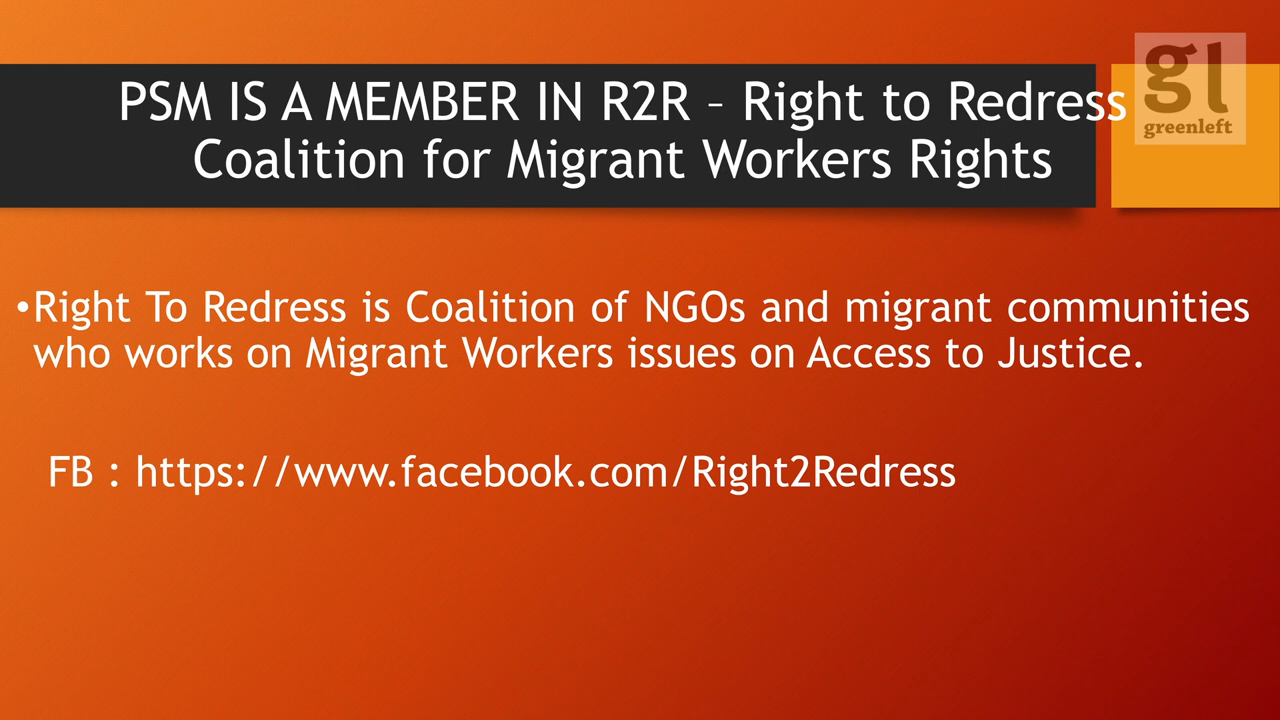 PSM IS A MEMBER IN R2R – Right to Redress
Coalition for Migrant Workers Rights
gl
greenleft
•Right To Redress is Coalition of NGOs and migrant communities
who works on Migrant Workers issues on Access to Justice.
FB : https://www.facebook.com/Right2Redress